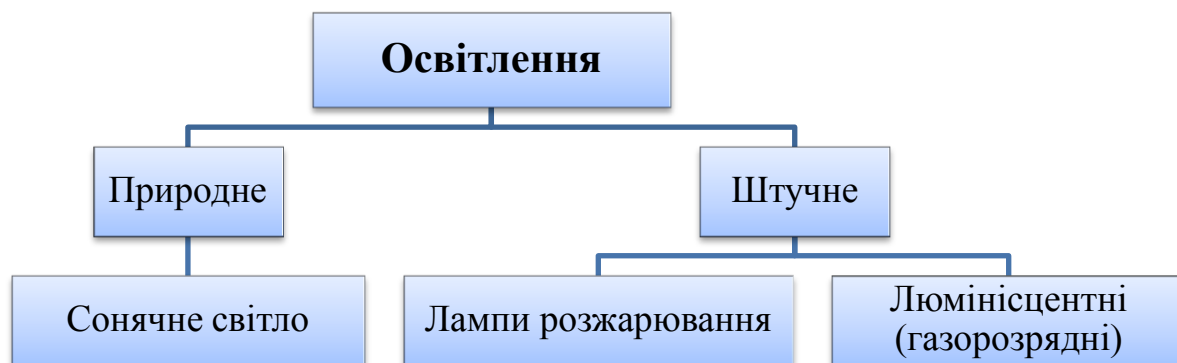 Освітлення
Природне
Штучне
Сонячне світло
Лампи розжарювання
Люмінісцентні
(газорозрядні)